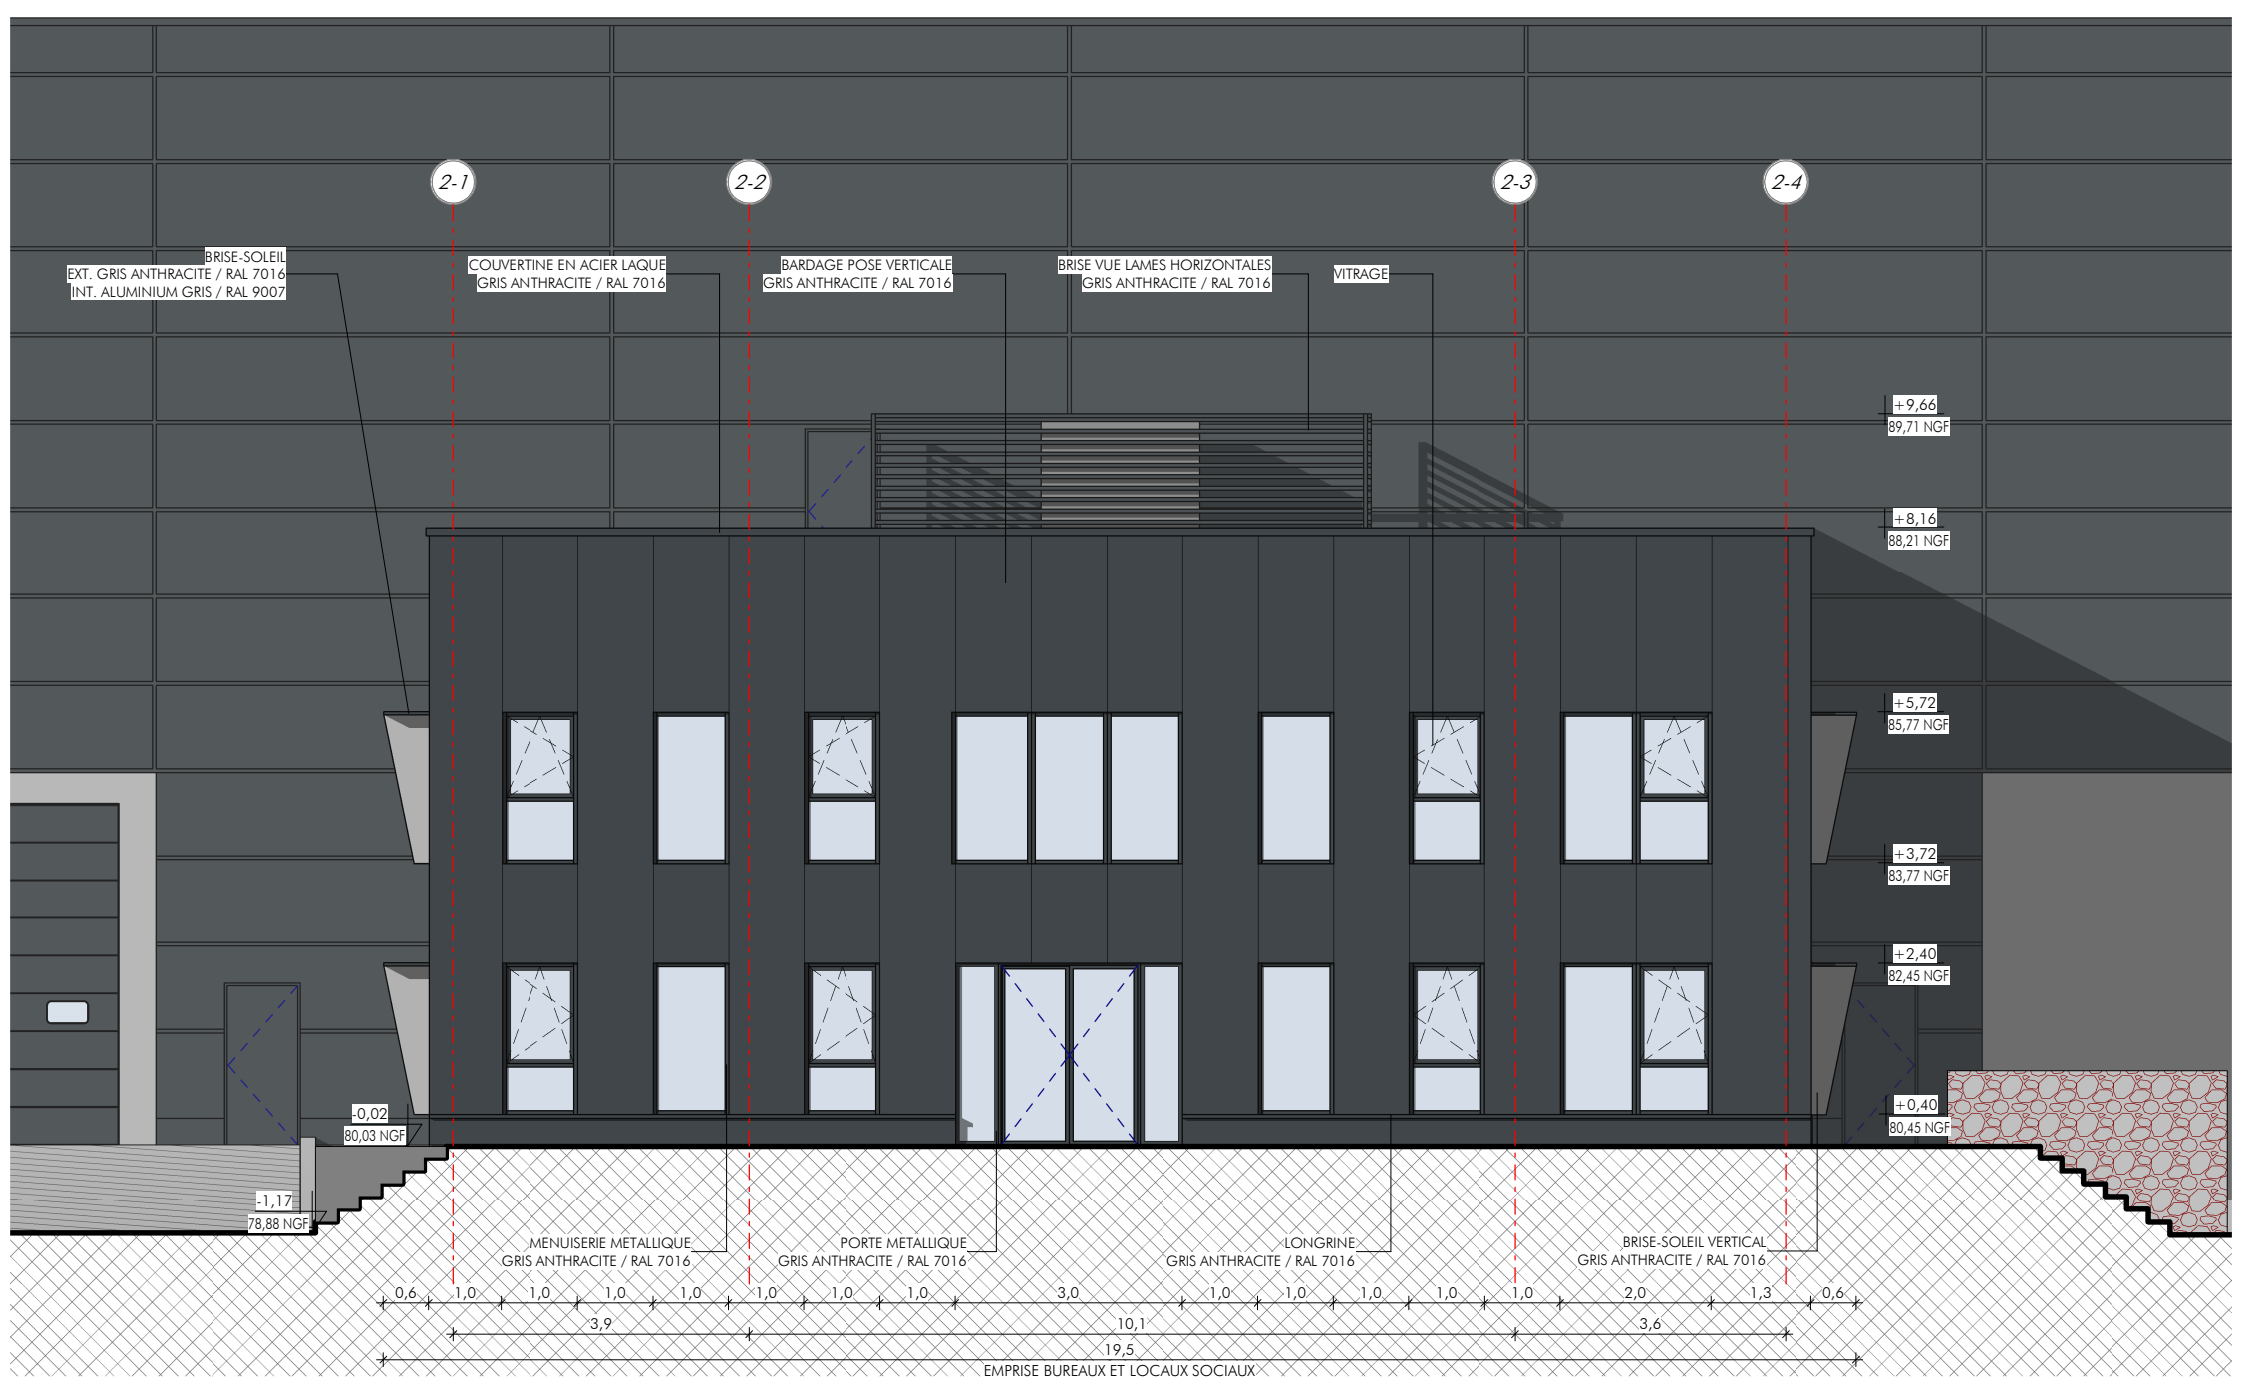 2-1
2-2
2-3
2-4
BRISE-SOLEIL
EXT. GRIS ANTHRACITE / RAL 7016
INT. ALUMINIUM GRIS / RAL 9007
COUVERTINE EN ACIER LAQUE
GRIS ANTHRACITE / RAL 7016
BARDAGE POSE VERTICALE
GRIS ANTHRACITE / RAL 7016
BRISE VUE LAMES HORIZONTALES
GRIS ANTHRACITE / RAL 7016
VITRAGE
+9,66
89,71 NGF
+8,16
88,21 NGF
+5,72
85,77 NGF
+3,72
83,77 NGF
+2,40
82,45 NGF
+0,40
80,45 NGF
-0,02
80,03 NGF
-1,17
78,88 NGF
MENUISERIE METALLIQUE
GRIS ANTHRACITE / RAL 7016
PORTE METALLIQUE
GRIS ANTHRACITE / RAL 7016
LONGRINE
GRIS ANTHRACITE / RAL 7016
BRISE-SOLEIL VERTICAL
GRIS ANTHRACITE / RAL 7016
0,6 1,0 1,0 1,0 1,0 1,0 1,0 1,0 3,0 1,0 1,0 1,0 1,0 1,0 2,0 1,3 0,6
3,9 10,1 3,6
19,5
EMPRISE BUREAUX ET LOCAUX SOCIAUX